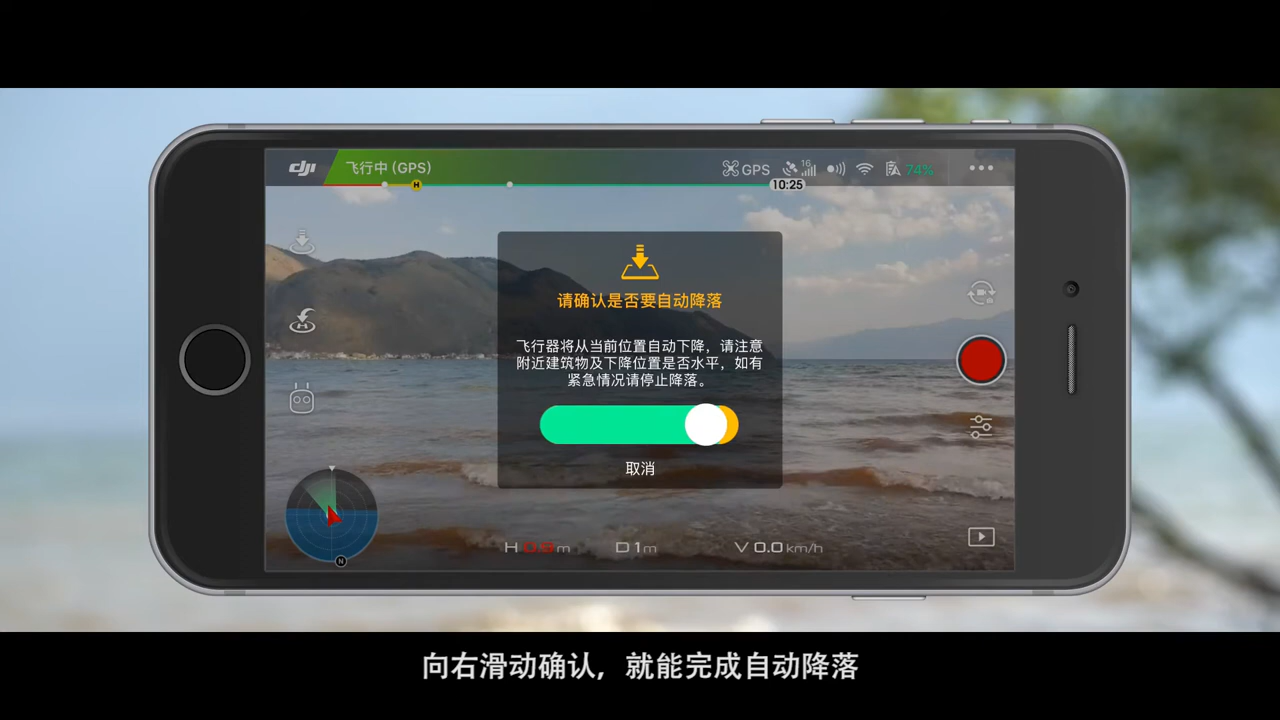 dji 飞行中 (GPS) GPS 16 74%
H 10:25
请确认是否要自动降落
飞行器将从当前位置自动下降，请注意
附近建筑物及下降位置是否水平，如有
紧急情况请停止降落。
取消
H 0.9m D 1m V 0.0 km/h
N
向右滑动确认，就能完成自动降落